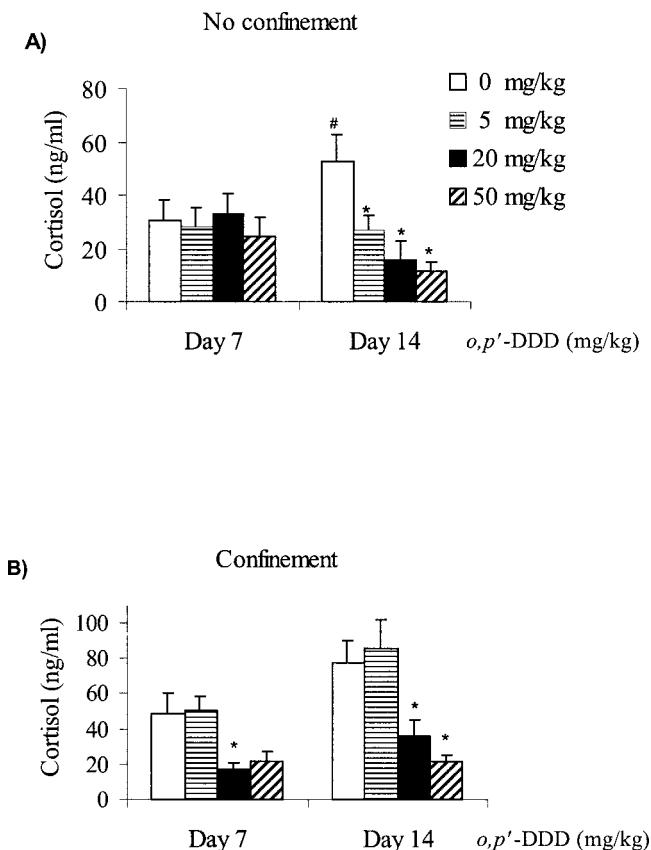 No confinement
A)
Cortisol (ng/ml)
80
60
40
20
0
#
*
*
*
0 mg/kg
5 mg/kg
20 mg/kg
50 mg/kg
Day 7
Day 14
o,p'-DDD (mg/kg)
Confinement
B)
Cortisol (ng/ml)
100
80
60
40
20
0
*
*
*
Day 7
Day 14
o,p'-DDD (mg/kg)